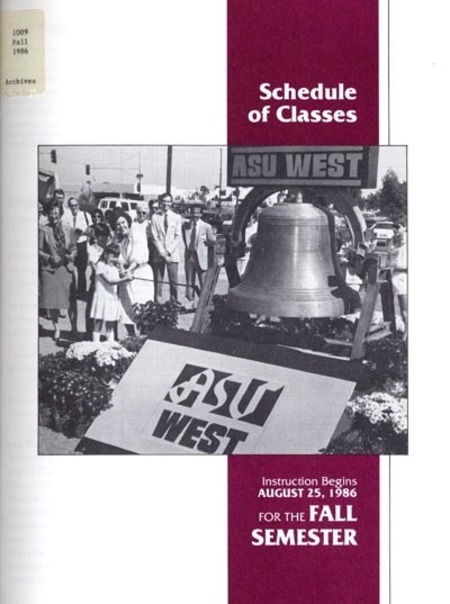 1009
Fall
1986
Archives
Schedule
of Classes
ASU WEST
ASU
WEST
Instruction Begins
AUGUST 25, 1986
FOR THE FALL
SEMESTER